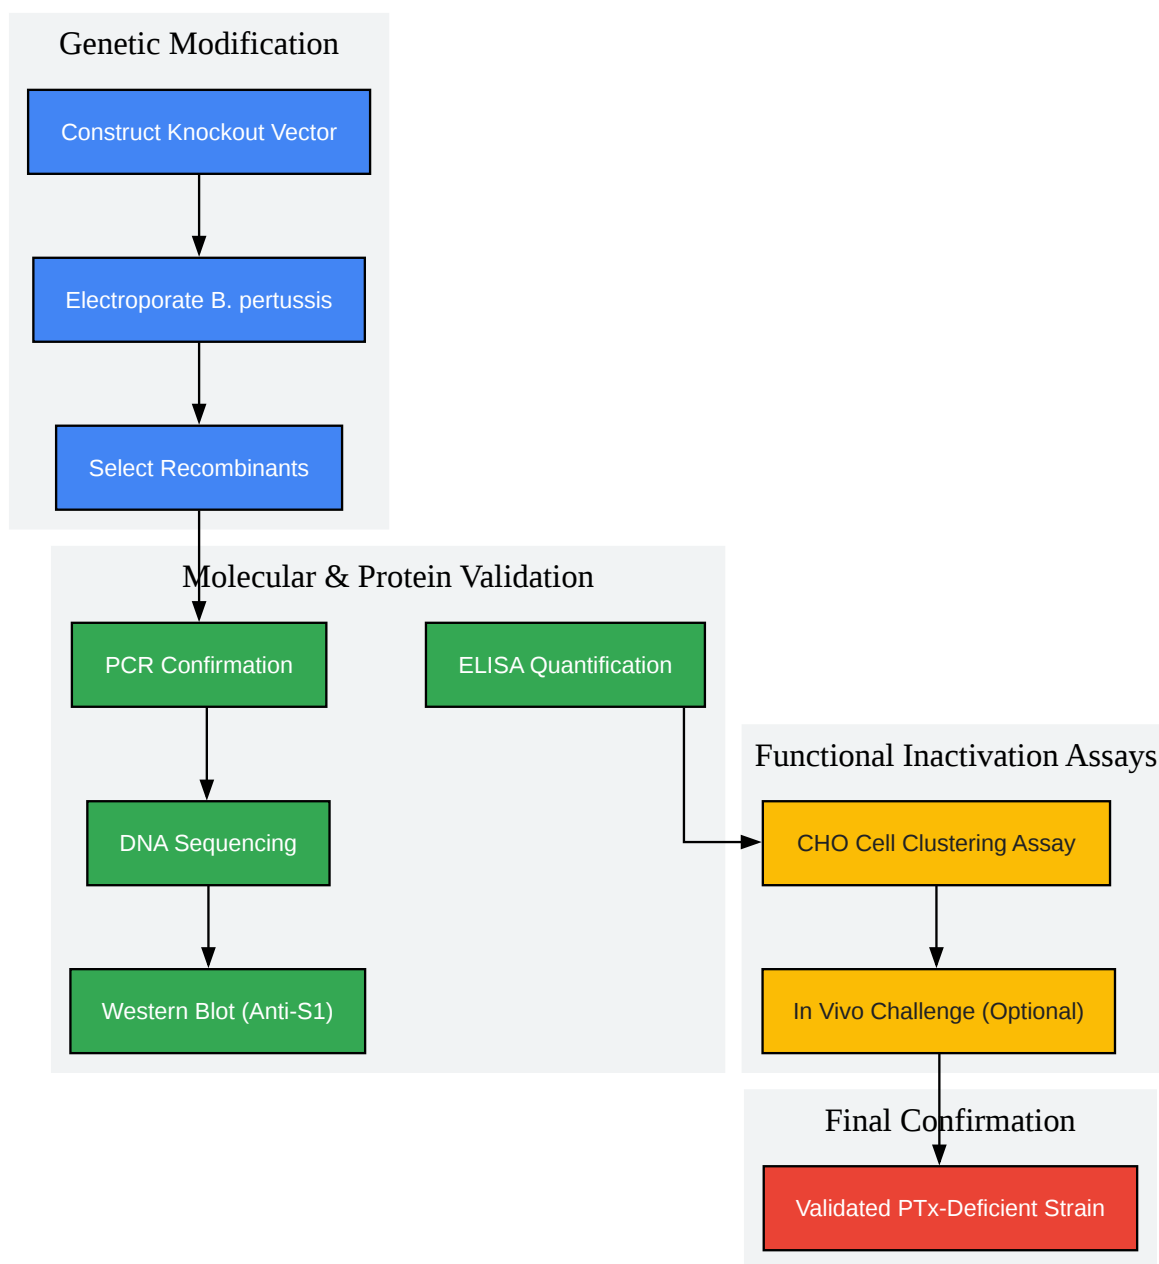 Genetic Modification
Construct Knockout Vector
Electroporate B. pertussis
Select Recombinants
Molecular & Protein Validation
PCR Confirmation
ELISA Quantification
DNA Sequencing
Western Blot (Anti-S1)
Functional Inactivation Assays
CHO Cell Clustering Assay
In Vivo Challenge (Optional)
Final Confirmation
Validated PTx-Deficient Strain